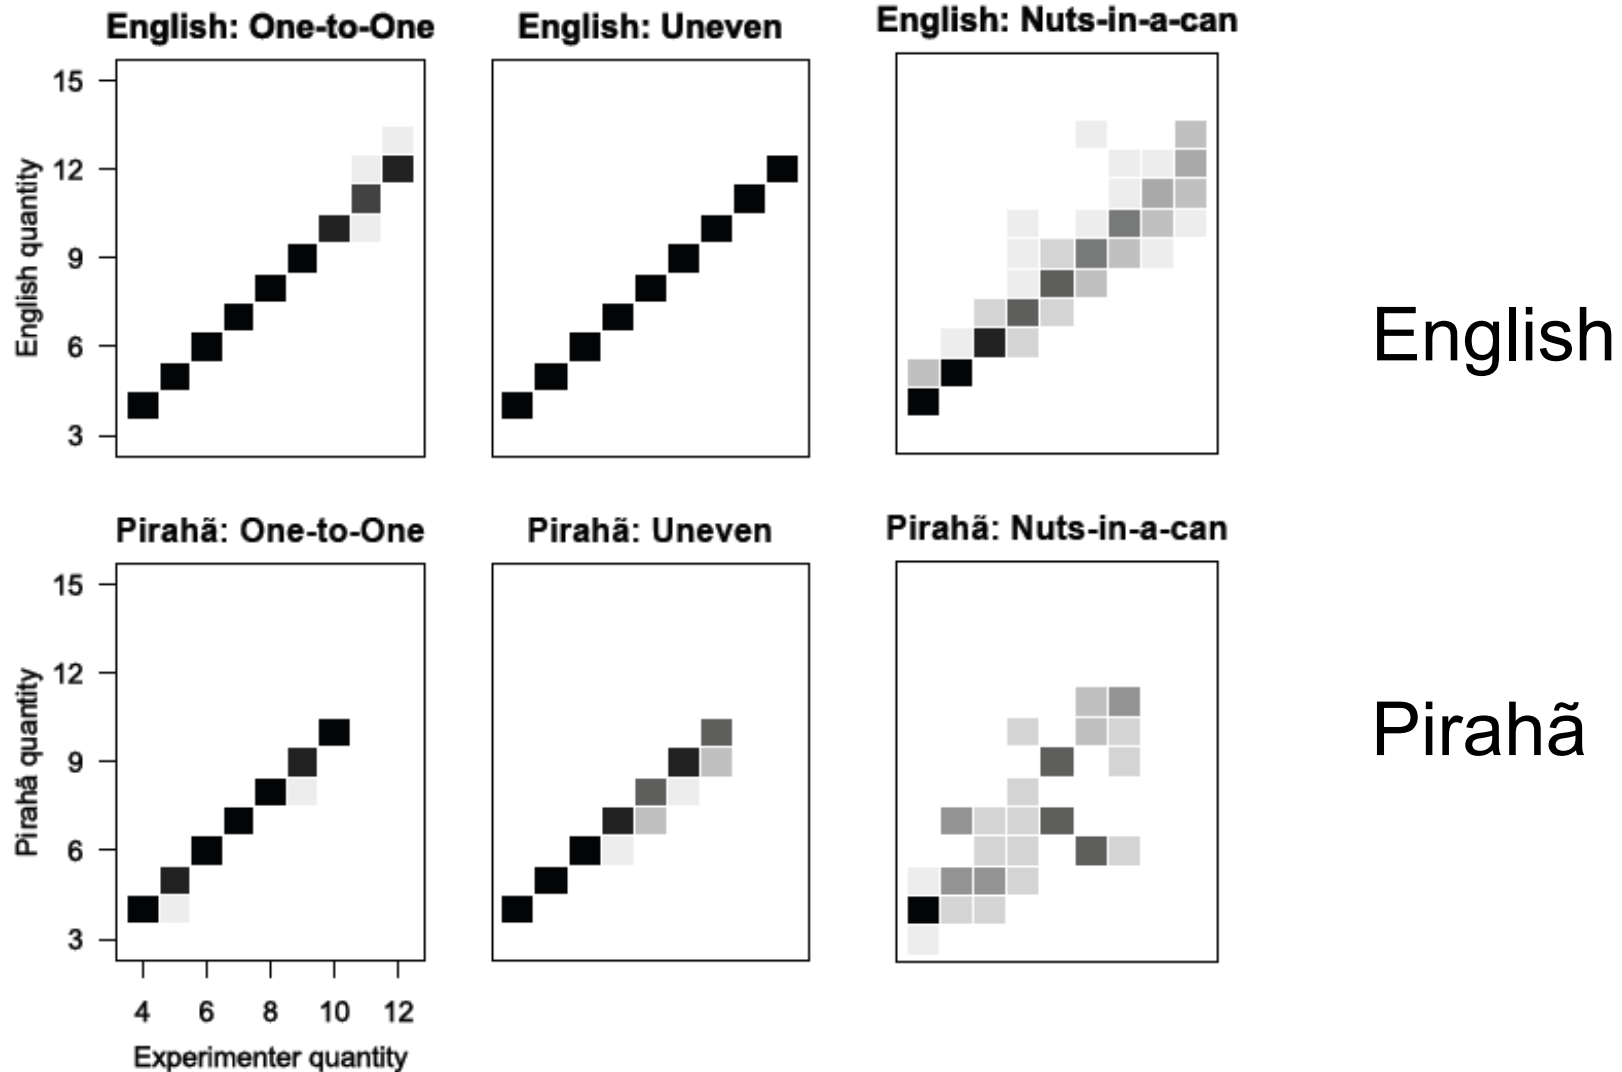 English: One-to-One
English: Uneven
English: Nuts-in-a-can
15
12
9
6
3
English quantity
English
Pirahã: One-to-One
Pirahã: Uneven
Pirahã: Nuts-in-a-can
15
12
9
6
3
Pirahã quantity
Pirahã
4 6 8 10 12
Experimenter quantity